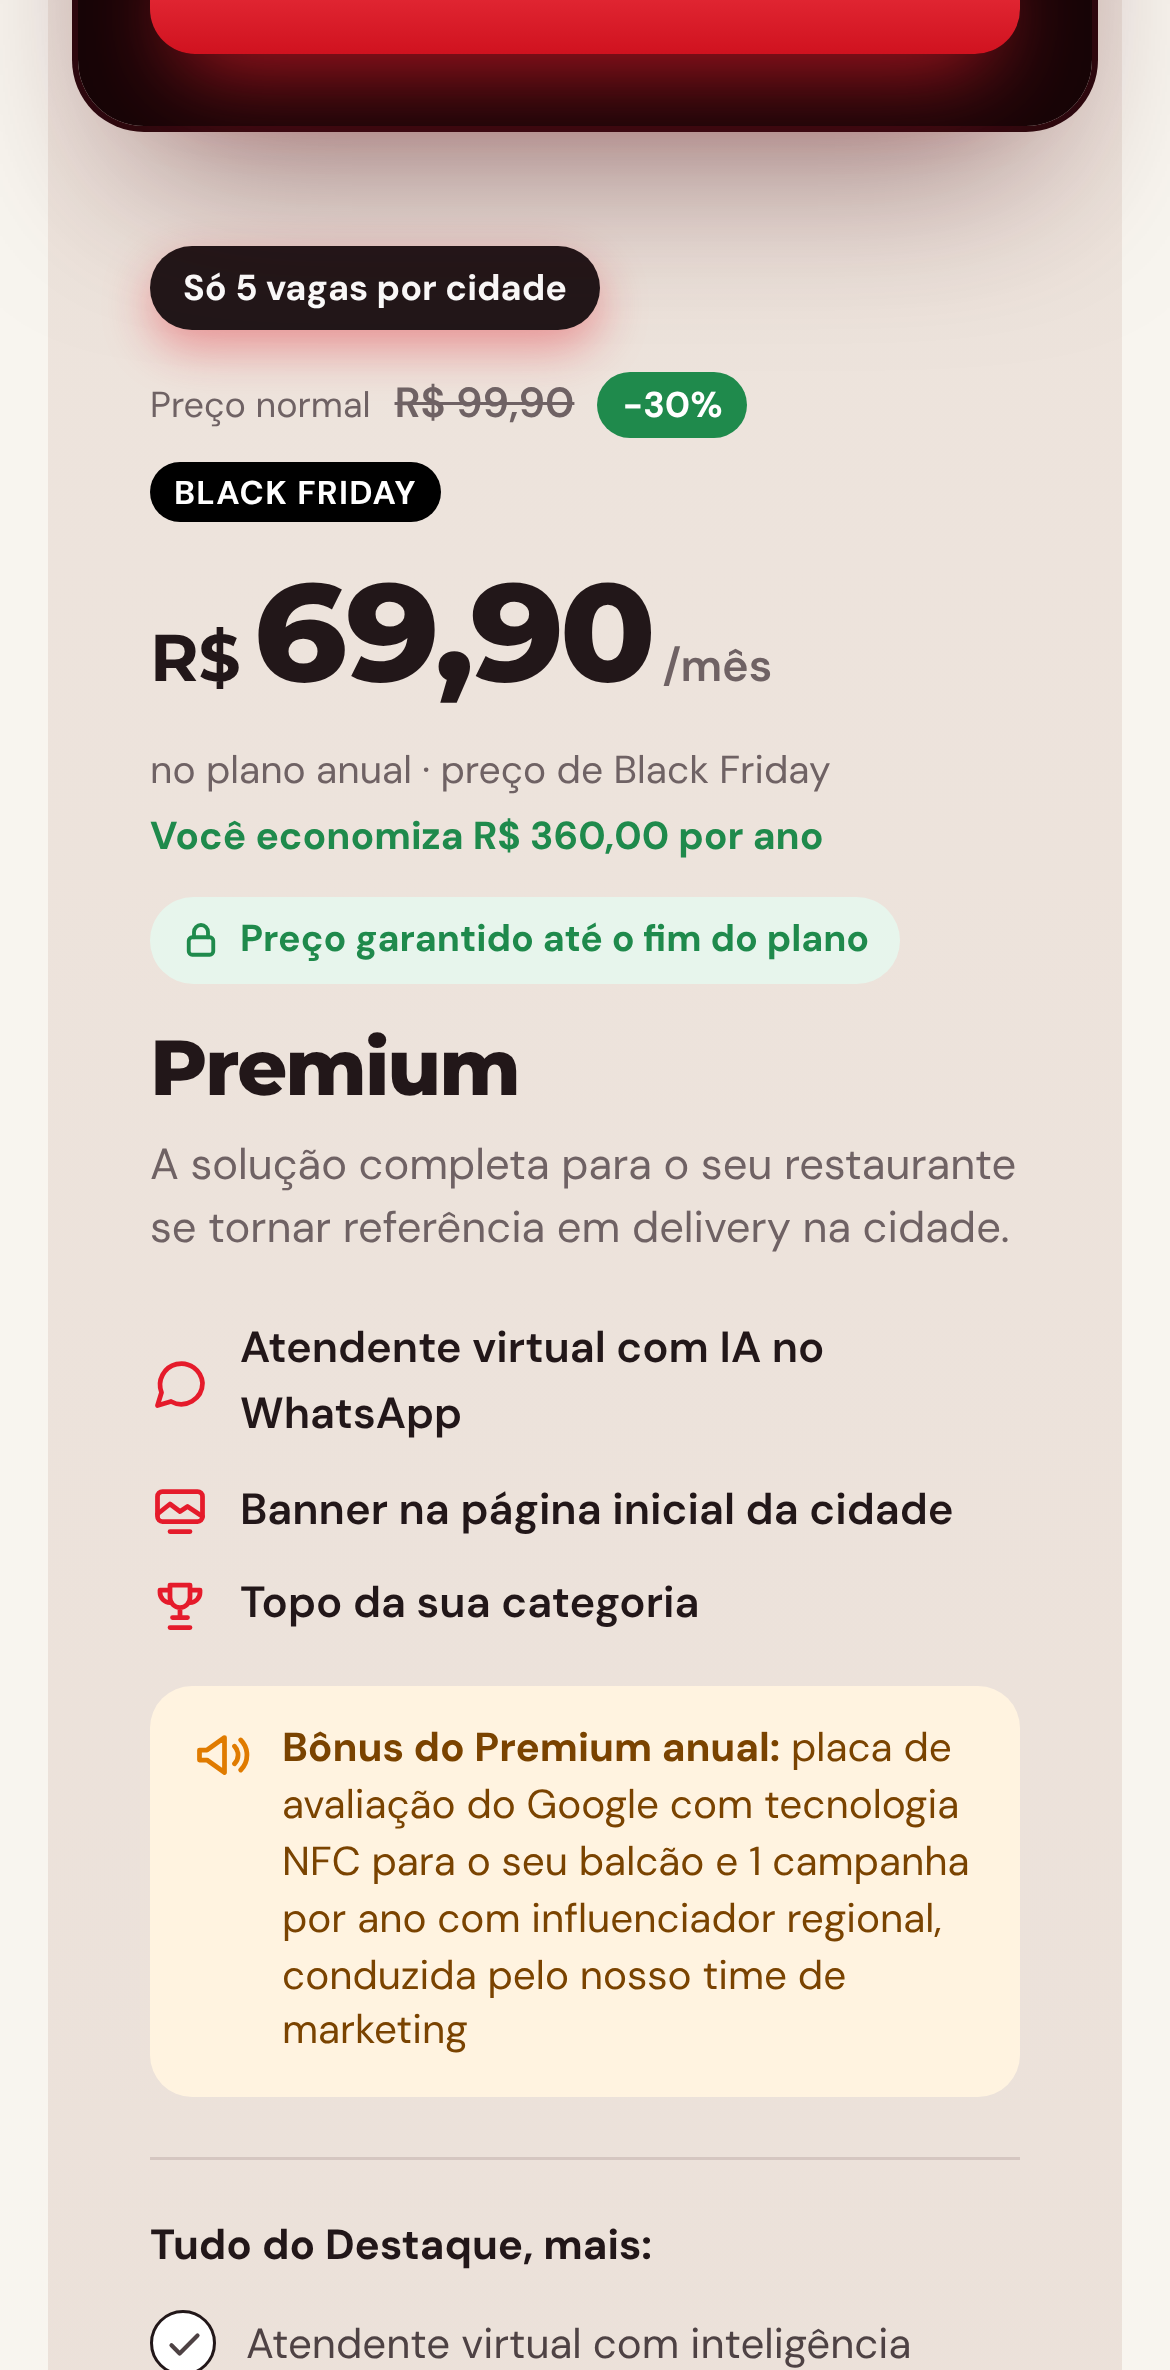 Só 5 vagas por cidade
Preço normal R$ 99,90 -30%
BLACK FRIDAY
R$ 69,90 /mês
no plano anual · preço de Black Friday
Você economiza R$ 360,00 por ano
Preço garantido até o fim do plano
Premium
A solução completa para o seu restaurante
se tornar referência em delivery na cidade.
Atendente virtual com IA no
WhatsApp
Banner na página inicial da cidade
Topo da sua categoria
Bônus do Premium anual: placa de
avaliação do Google com tecnologia
NFC para o seu balcão e 1 campanha
por ano com influenciador regional,
conduzida pelo nosso time de
marketing
Tudo do Destaque, mais:
Atendente virtual com inteligência